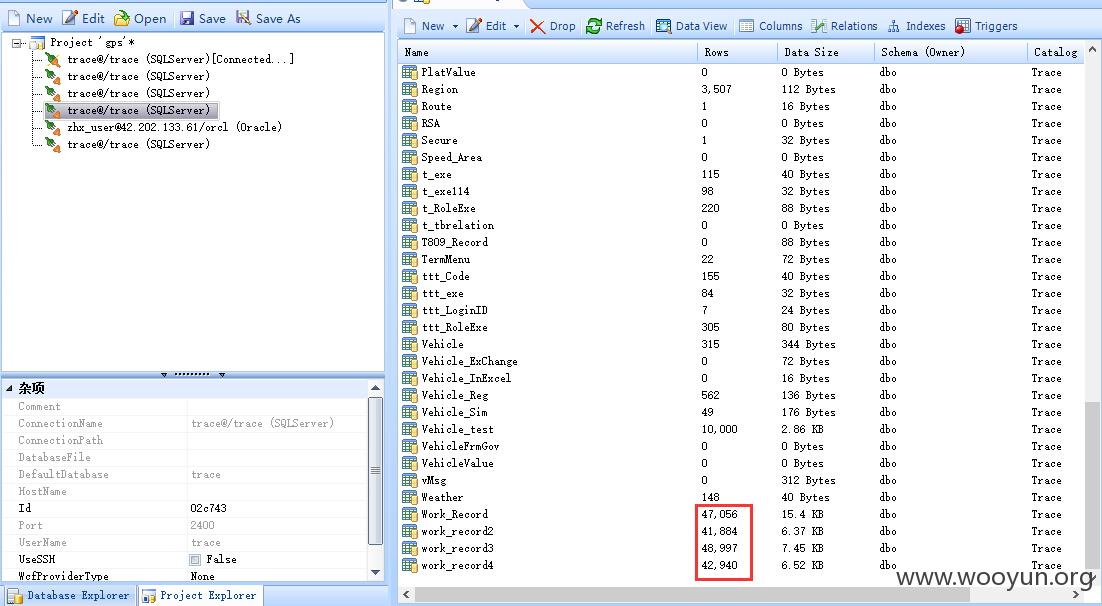 New Edit Open Save Save As
Project 'gps'*
trace@/trace (SQLServer)[Connected...]
trace@/trace (SQLServer)
trace@/trace (SQLServer)
trace@/trace (SQLServer)
zhx_user@42.202.133.61/orcl (Oracle)
trace@/trace (SQLServer)
杂项
Comment
ConnectionName trace@/trace (SQLServer)
ConnectionPath
DatabaseFile
DefaultDatabase trace
HostName
Id 02c743
Port 2400
UserName trace
UseSSH False
WcfProviderType None
Database Explorer Project Explorer
New Edit Drop Refresh Data View Columns Relations Indexes Triggers
Name Rows Data Size Schema (Owner) Catalog
PlatValue 0 0 Bytes dbo Trace
Region 3,507 112 Bytes dbo Trace
Route 1 16 Bytes dbo Trace
RSA 0 0 Bytes dbo Trace
Secure 1 32 Bytes dbo Trace
Speed_Area 0 0 Bytes dbo Trace
t_exe 115 40 Bytes dbo Trace
t_exe114 98 32 Bytes dbo Trace
t_RoleExe 220 88 Bytes dbo Trace
t_tbrelation 0 0 Bytes dbo Trace
T809_Record 0 88 Bytes dbo Trace
TermMenu 22 72 Bytes dbo Trace
ttt_Code 155 40 Bytes dbo Trace
ttt_exe 84 32 Bytes dbo Trace
ttt_LoginID 7 24 Bytes dbo Trace
ttt_RoleExe 305 80 Bytes dbo Trace
Vehicle 315 344 Bytes dbo Trace
Vehicle_ExChange 0 72 Bytes dbo Trace
Vehicle_InExcel 0 16 Bytes dbo Trace
Vehicle_Reg 562 136 Bytes dbo Trace
Vehicle_Sim 49 176 Bytes dbo Trace
Vehicle_test 10,000 2.86 KB dbo Trace
VehicleFrmGov 0 0 Bytes dbo Trace
VehicleValue 0 0 Bytes dbo Trace
vMsg 0 312 Bytes dbo Trace
Weather 148 40 Bytes dbo Trace
Work_Record 47,056 15.4 KB dbo Trace
work_record2 41,884 6.37 KB dbo Trace
work_record3 48,997 7.45 KB dbo Trace
work_record4 42,940 6.52 KB dbo Trace
www.wooyun.org